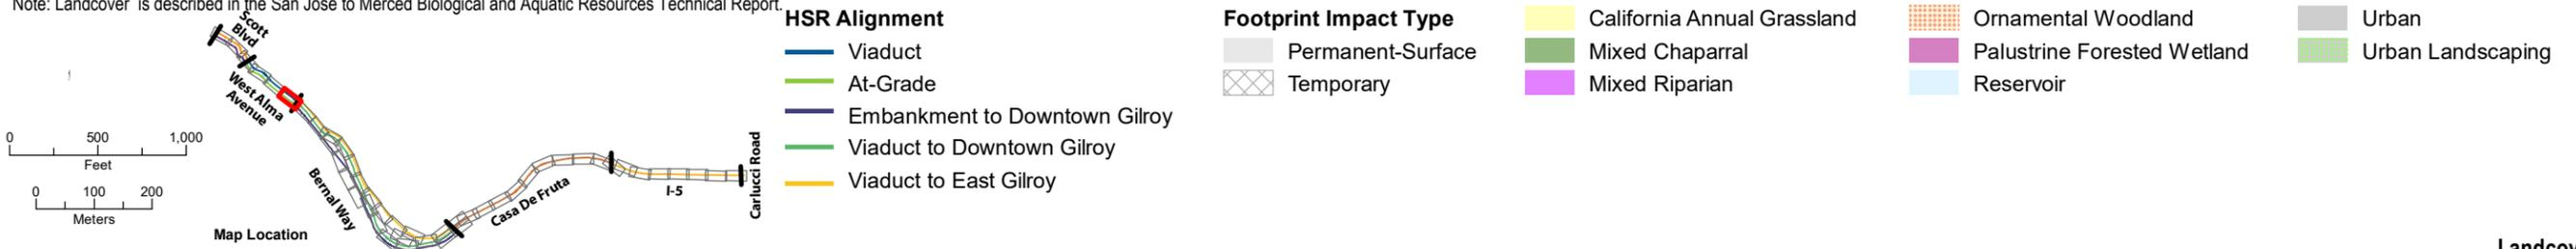 Note: Landcover is described in the San Jose to Merced Biological and Aquatic Resources Technical Report.
Scott
Blvd
West Alma
Avenue
0 500 1,000
Feet
0 100 200
Meters
Bernal Way
Casa De Fruta
I-5
Carlucci Road
Map Location
HSR Alignment
Viaduct
At-Grade
Embankment to Downtown Gilroy
Viaduct to Downtown Gilroy
Viaduct to East Gilroy
Footprint Impact Type
Permanent-Surface
Temporary
California Annual Grassland
Mixed Chaparral
Mixed Riparian
Ornamental Woodland
Palustrine Forested Wetland
Reservoir
Urban
Urban Landscaping